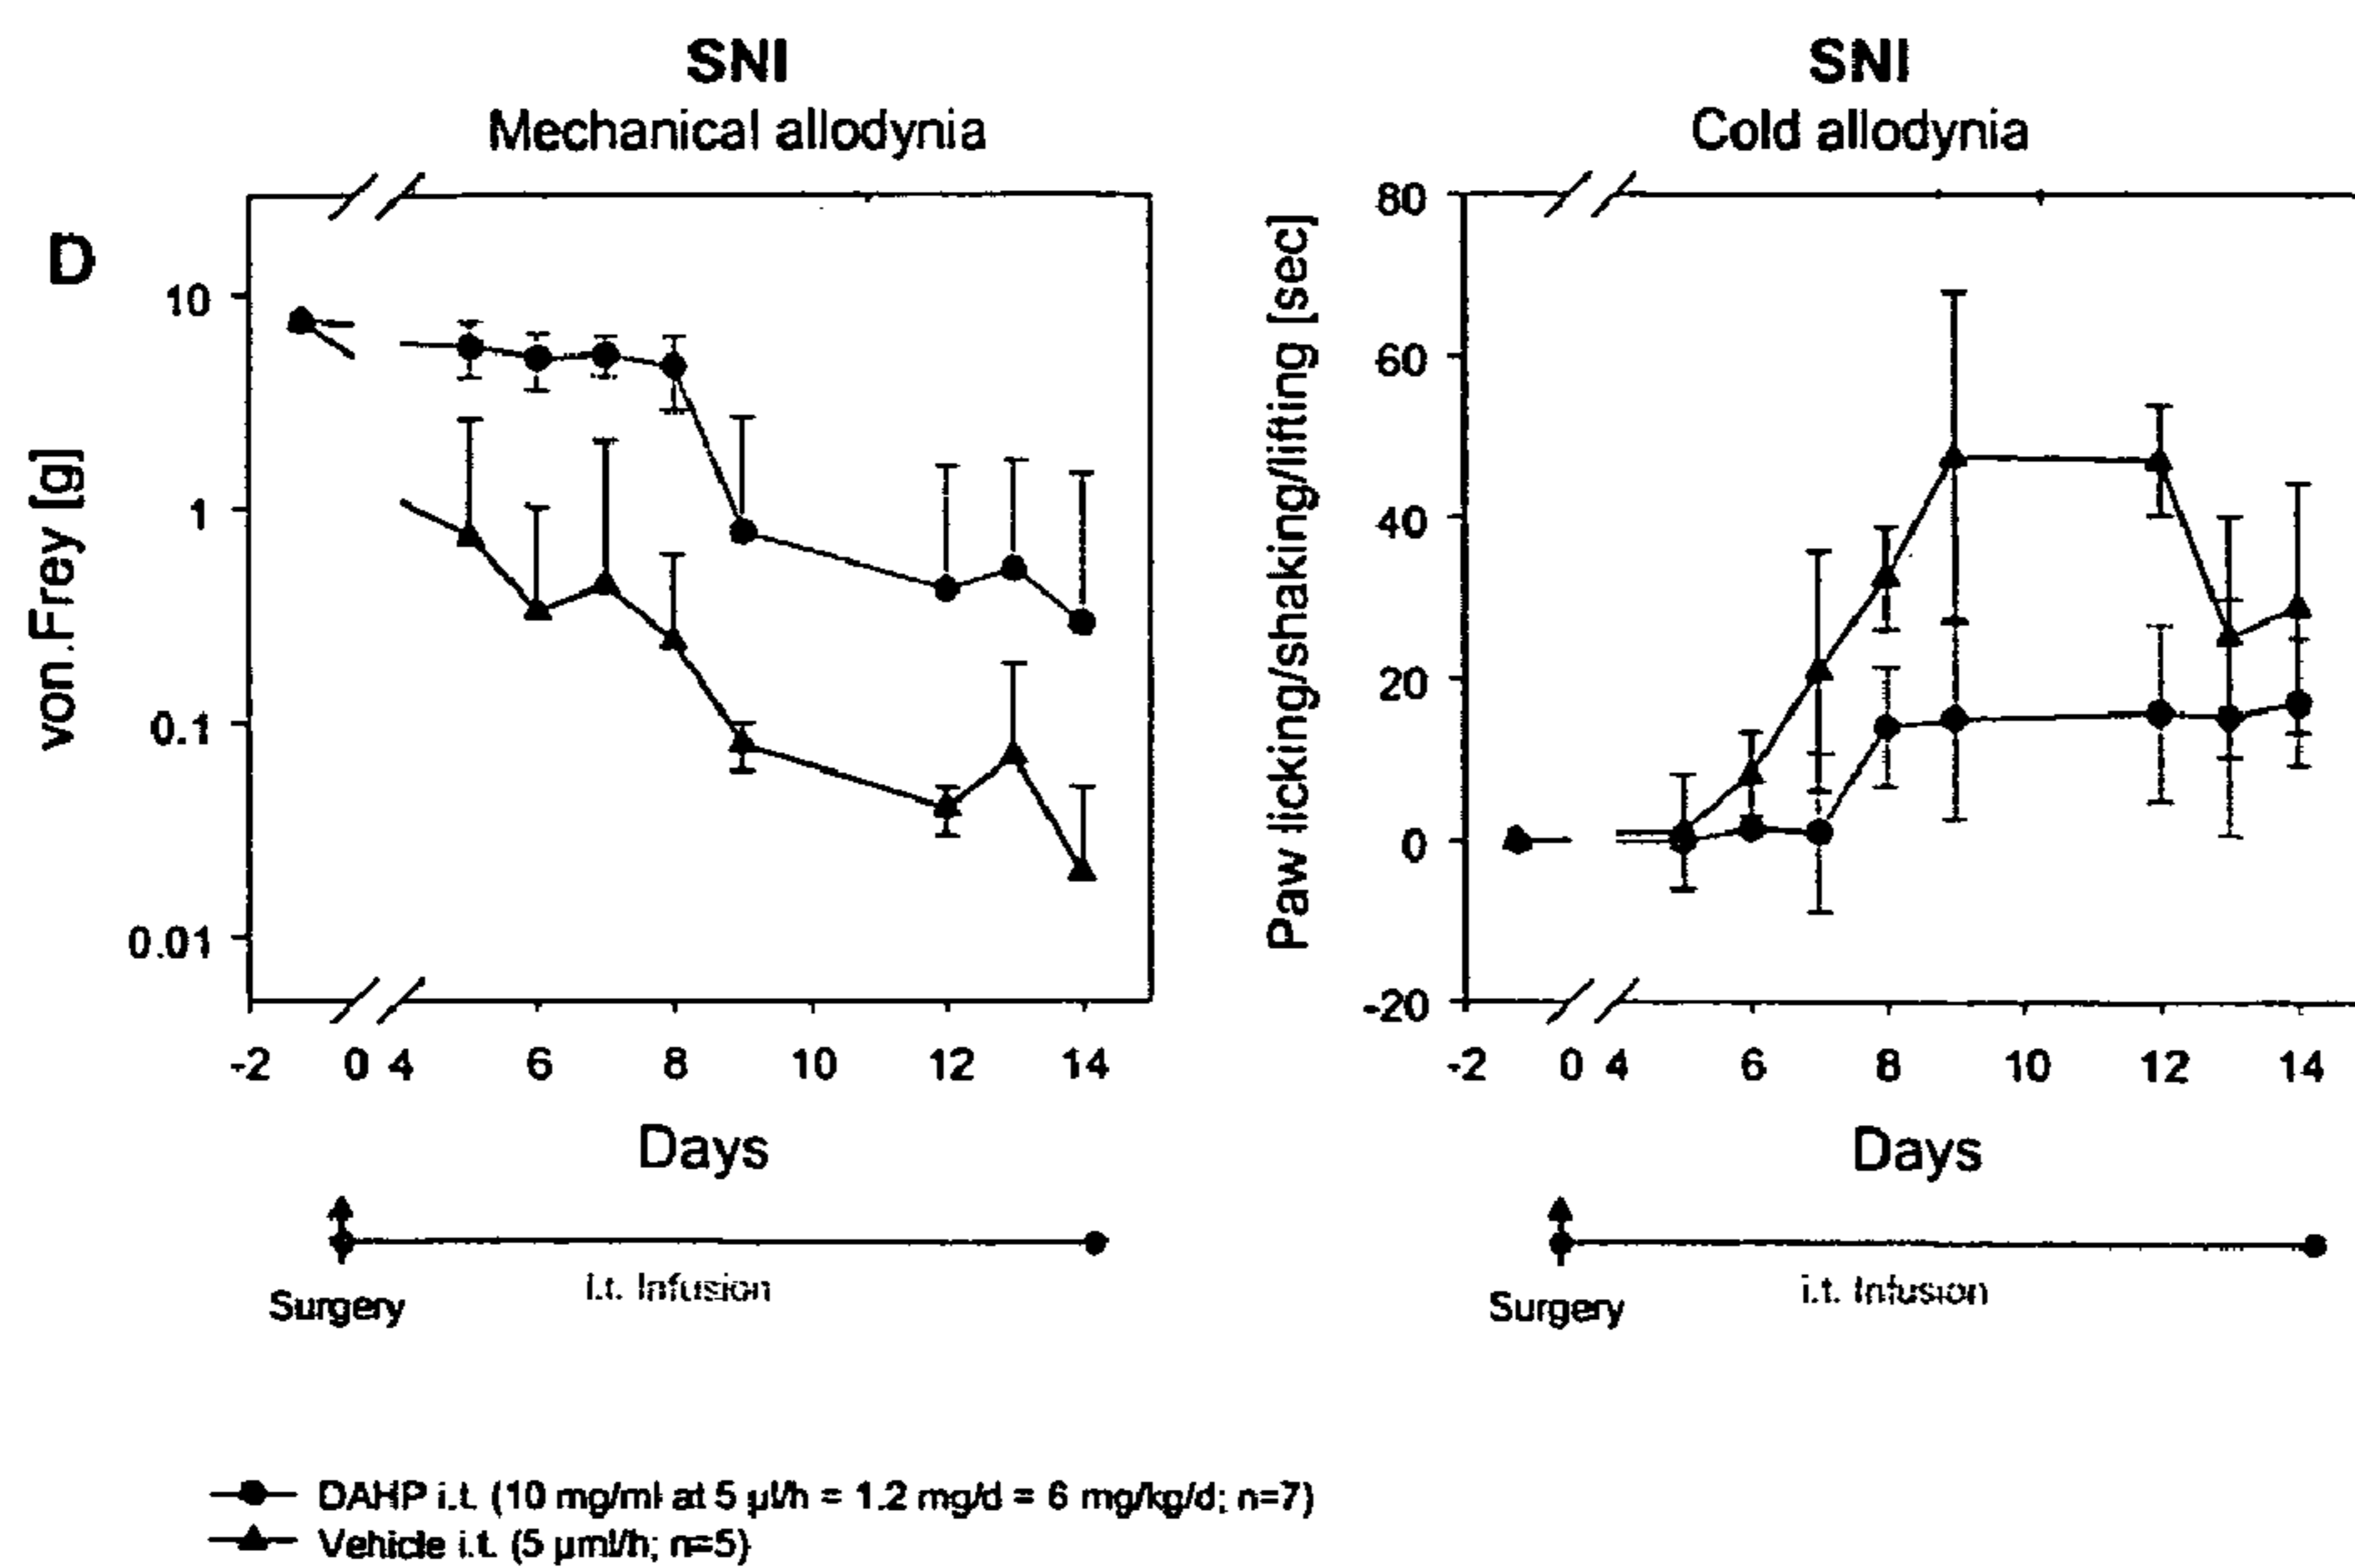 SNI
Mechanical allodynia
SNI
Cold allodynia
D
von.Frey [g]
10
1
0.1
0.01
-2 0 4 6 8 10 12 14
Days
Surgery
i.t. Infusion
Paw licking/shaking/lifting [sec]
80
60
40
20
0
-20
-2 0 4 6 8 10 12 14
Days
Surgery
i.t. Infusion
DAHP i.t. (10 mg/ml at 5 µl/h = 1.2 mg/d = 6 mg/kg/d; n=7)
Vehicle i.t. (5 µml/h; n=5)